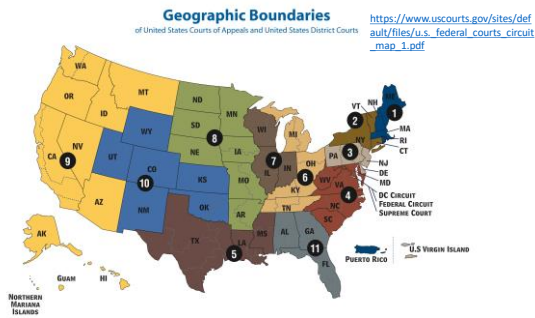 Geographic Boundaries
of United States Courts of Appeals and United States District Courts
https://www.uscourts.gov/sites/def
ault/files/u.s._federal_courts_circuit
_map_1.pdf
WA
OR
MT
ID
NV
CA
9
AZ
WY
UT
CO
10
KS
OK
NM
ND
MN
SD
8
NE
IA
MO
AR
WI
7
IL
IN
MI
OH
6
KY
TN
TX
LA
MS
5
AL
GA
11
FL
WV
VA
4
NC
SC
VT
NH
2
NY
1
MA
RI
CT
PA
3
NJ
DE
MD
DC Circuit
Federal Circuit
Supreme Court
AK
Guam
HI
Northern
Mariana
Islands
Puerto Rico
U.S Virgin Island